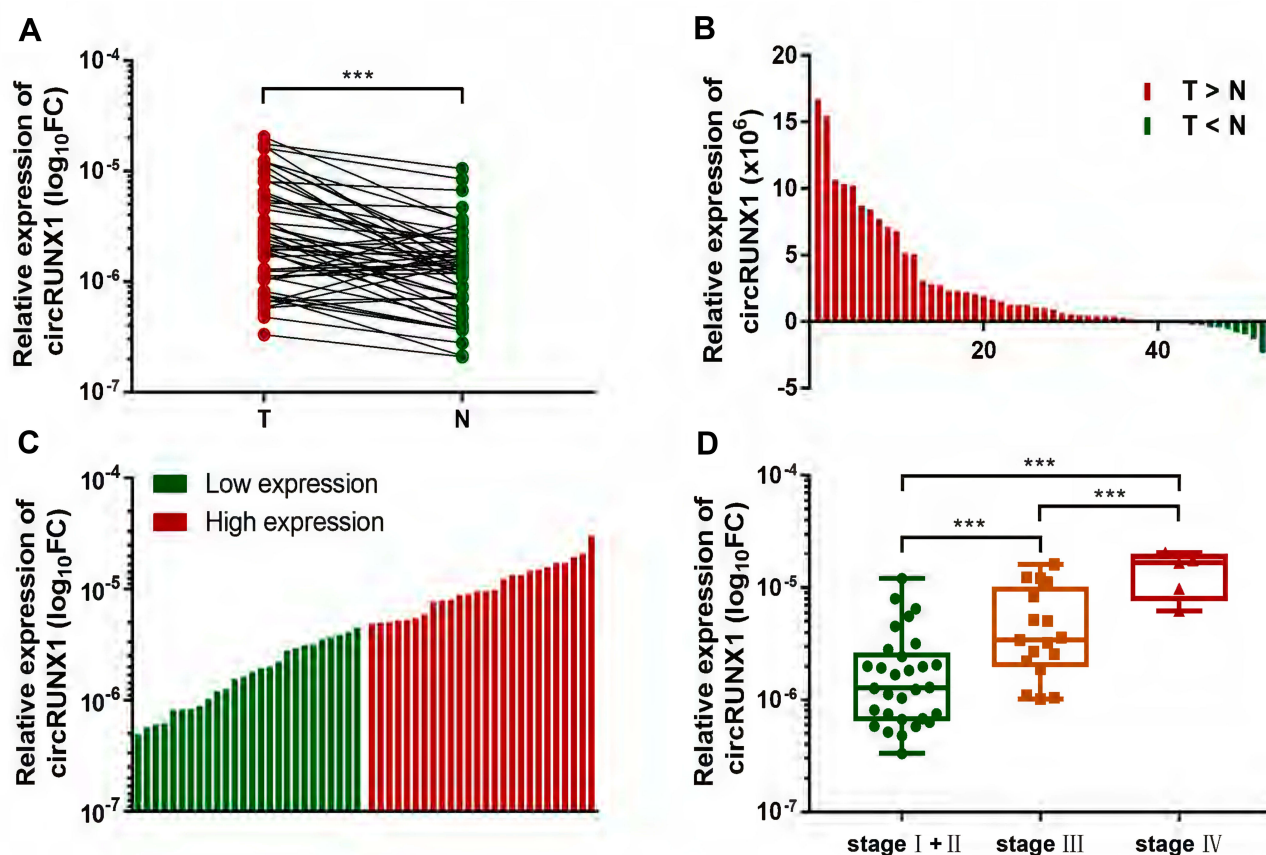 A
Relative expression of
circRUNX1 (log₁₀FC)
10⁻⁴
10⁻⁵
10⁻⁶
10⁻⁷
***
T N
B
Relative expression of
circRUNX1 (x10⁶)
20
15
10
5
0
-5
20 40
T > N
T < N
C
Relative expression of
circRUNX1 (log₁₀FC)
10⁻⁴
10⁻⁵
10⁻⁶
10⁻⁷
Low expression
High expression
D
Relative expression of
circRUNX1 (log₁₀FC)
10⁻⁴
10⁻⁵
10⁻⁶
10⁻⁷
***
***
***
stage Ⅰ + Ⅱ stage Ⅲ stage Ⅳ